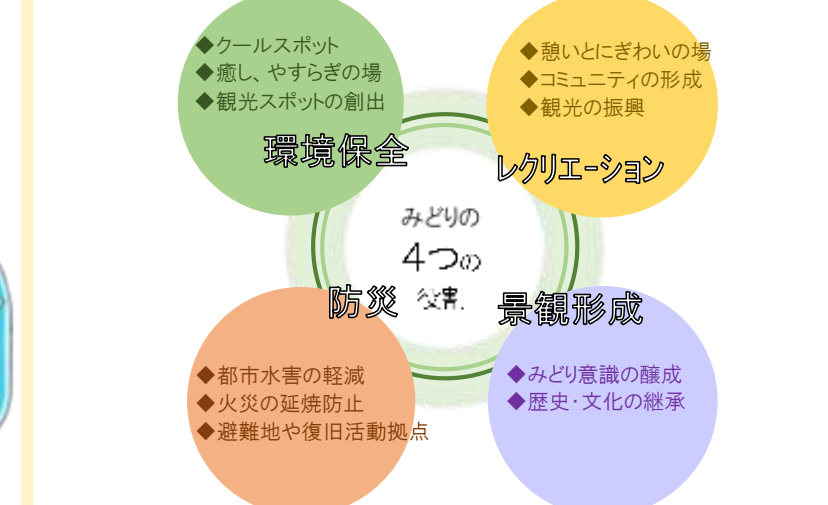 ◆クールスポット
◆癒し、やすらぎの場
◆観光スポットの創出
環境保全
◆憩いとにぎわいの場
◆コミュニティの形成
◆観光の振興
レクリエーション
みどりの
4つの
役割
防災
◆都市水害の軽減
◆火災の延焼防止
◆避難地や復旧活動拠点
景観形成
◆みどり意識の醸成
◆歴史・文化の継承